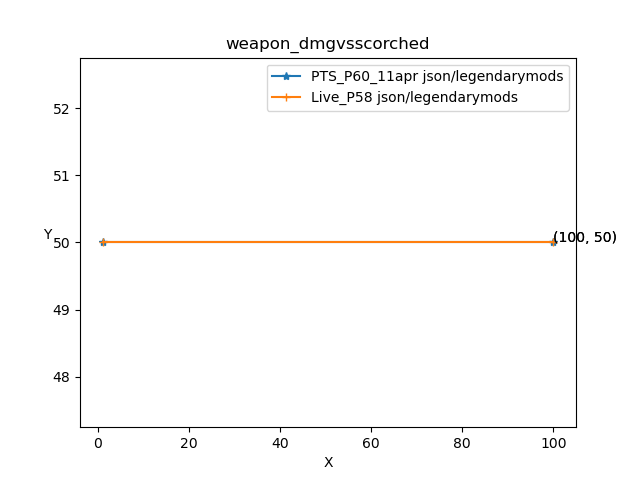 weapon_dmgvsscorched
PTS_P60_11apr json/legendarymods
Live_P58 json/legendarymods
52
51
Y
50
(100, 50)
49
48
0
20
40
60
80
100
X